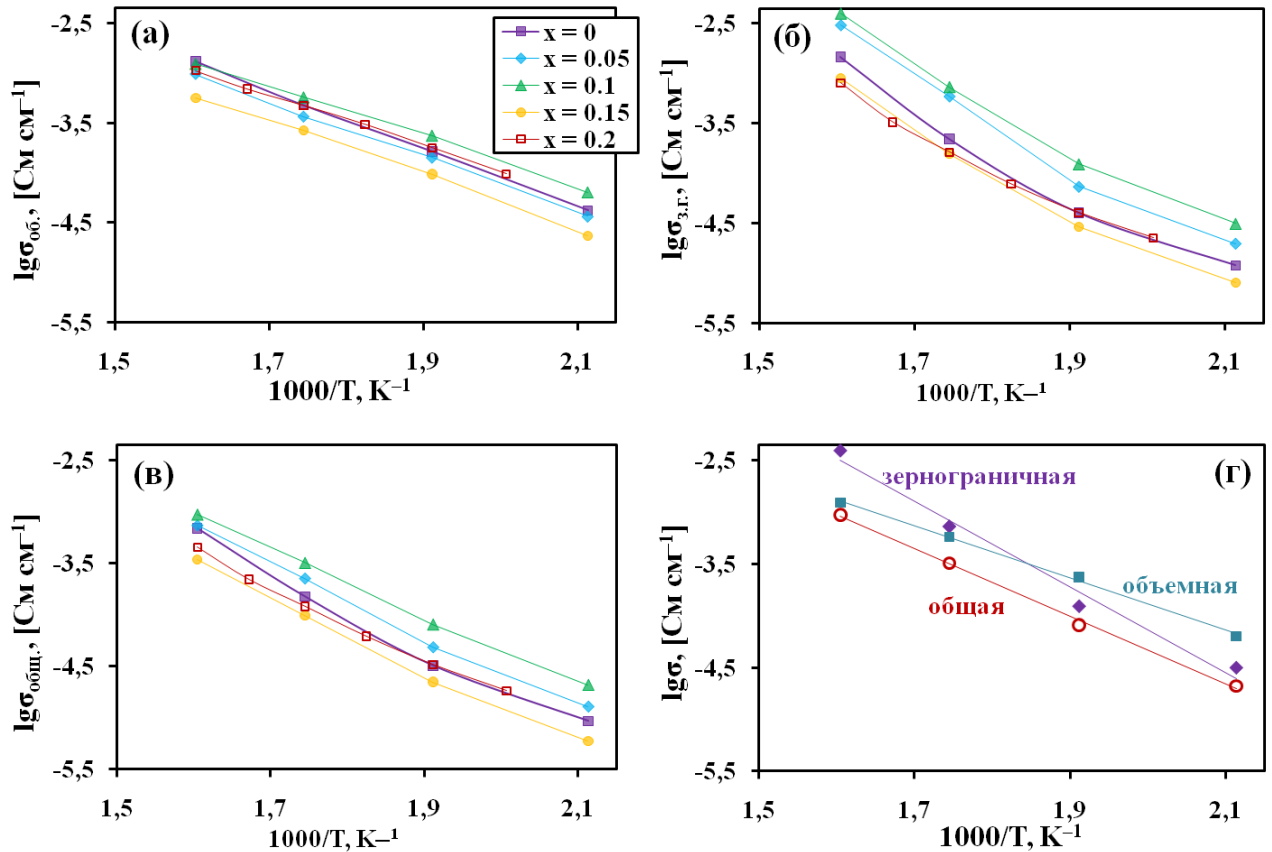 (а)
-2,5
-3,5
-4,5
-5,5
lgσоб., [См см⁻¹]
1,5 1,7 1,9 2,1
1000/T, K⁻¹
x = 0
x = 0.05
x = 0.1
x = 0.15
x = 0.2
(б)
-2,5
-3,5
-4,5
-5,5
lgσз.г., [См см⁻¹]
1,5 1,7 1,9 2,1
1000/T, K–¹
(в)
-2,5
-3,5
-4,5
-5,5
lgσобщ., [См см⁻¹]
1,5 1,7 1,9 2,1
1000/T, K–¹
(г)
-2,5
-3,5
-4,5
-5,5
lgσ, [См см⁻¹]
зернограничная
объемная
общая
1,5 1,7 1,9 2,1
1000/T, K⁻¹